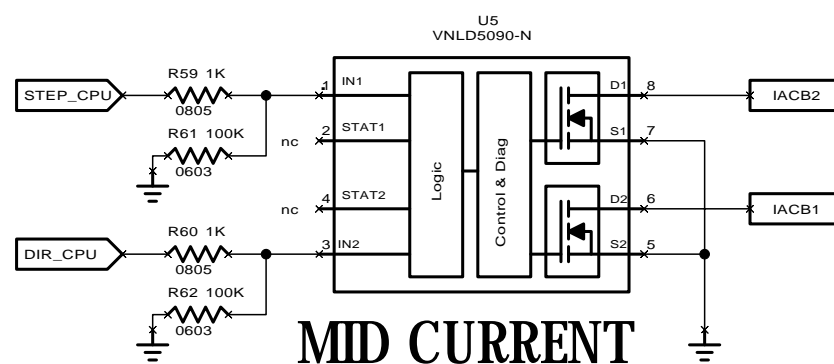 U5
VNLD5090-N
R59 1K
STEP_CPU
0805
1 IN1
D1 8
IACB2
R61 100K
0603
nc 2 STAT1
S1 7
Logic
Control & Diag
nc 4 STAT2
D2 6
IACB1
R60 1K
DIR_CPU
0805
3 IN2
S2 5
R62 100K
0603
MID CURRENT